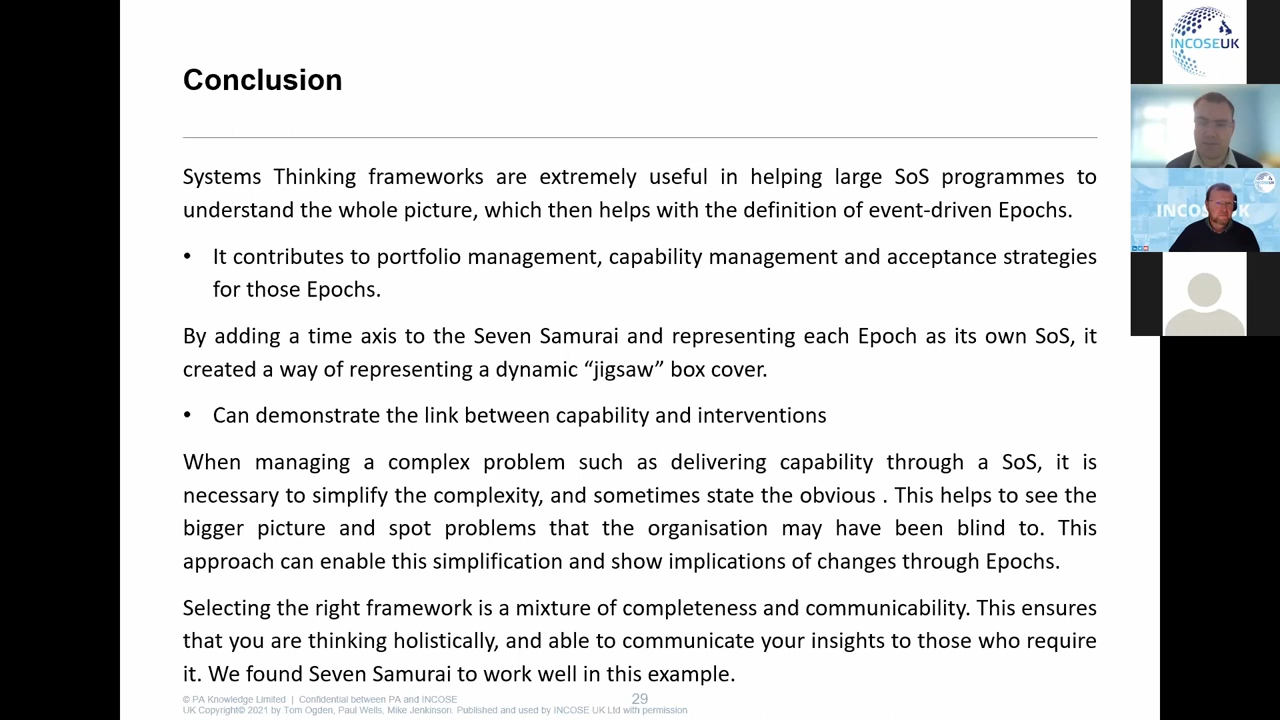 Conclusion
Systems Thinking frameworks are extremely useful in helping large SoS programmes to
understand the whole picture, which then helps with the definition of event-driven Epochs.
• It contributes to portfolio management, capability management and acceptance strategies
for those Epochs.
By adding a time axis to the Seven Samurai and representing each Epoch as its own SoS, it
created a way of representing a dynamic “jigsaw” box cover.
• Can demonstrate the link between capability and interventions
When managing a complex problem such as delivering capability through a SoS, it is
necessary to simplify the complexity, and sometimes state the obvious . This helps to see the
bigger picture and spot problems that the organisation may have been blind to. This
approach can enable this simplification and show implications of changes through Epochs.
Selecting the right framework is a mixture of completeness and communicability. This ensures
that you are thinking holistically, and able to communicate your insights to those who require
it. We found Seven Samurai to work well in this example.
© PA Knowledge Limited | Confidential between PA and INCOSE
29
UK Copyright© 2021 by Tom Ogden, Paul Wells, Mike Jenkinson. Published and used by INCOSE UK Ltd with permission
INCOSEUK